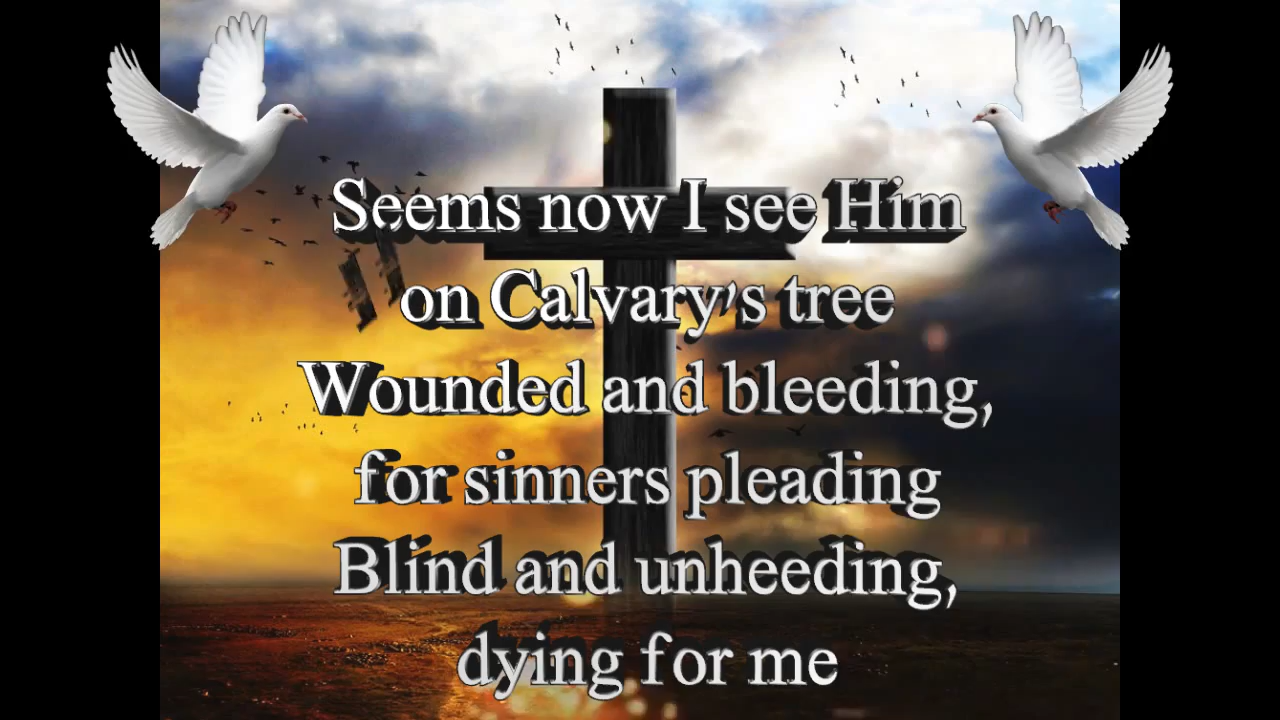 Seems now I see Him
on Calvary's tree
Wounded and bleeding,
for sinners pleading
Blind and unheeding,
dying for me